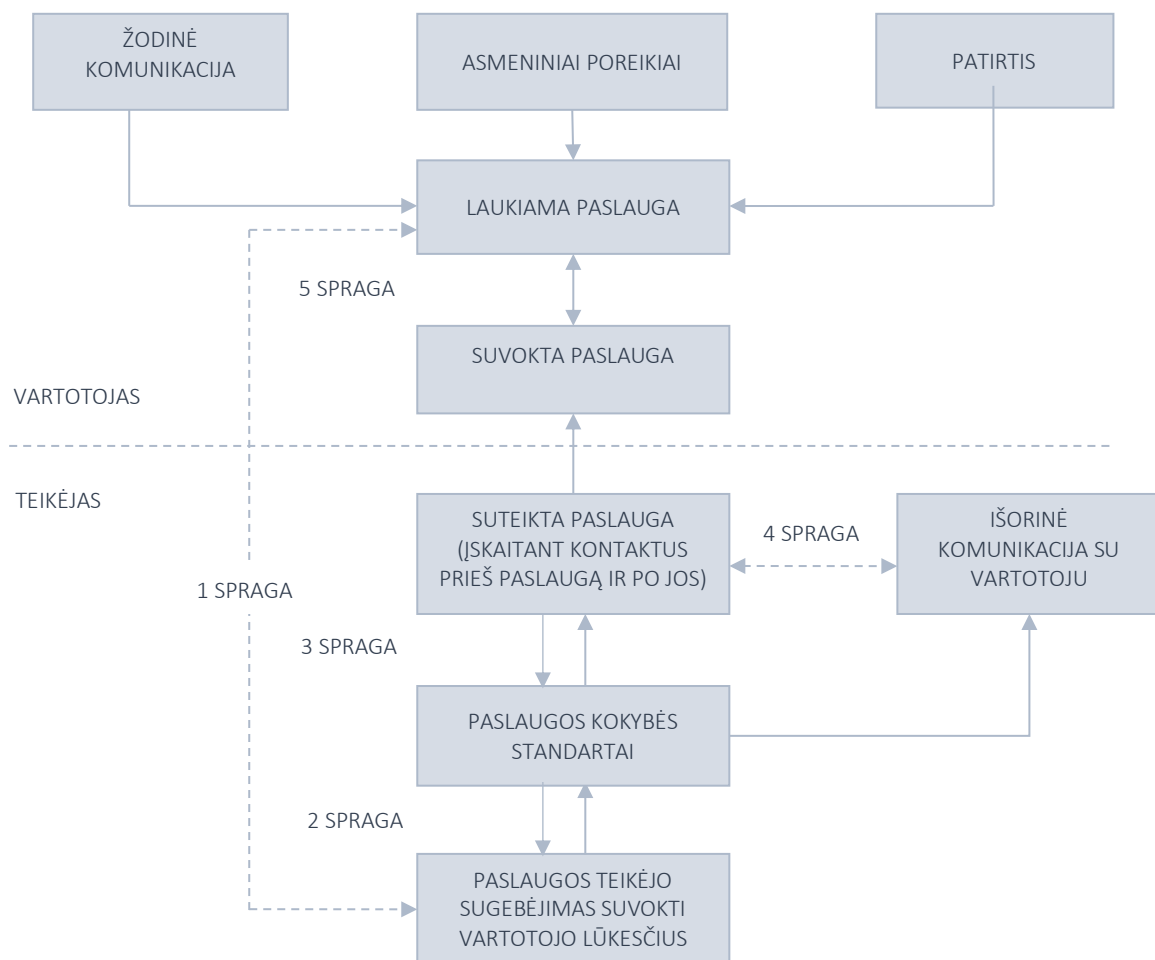 ŽODINĖ
KOMUNIKACIJA
ASMENINIAI POREIKIAI
PATIRTIS
LAUKIAMA PASLAUGA
5 SPRAGA
SUVOKTA PASLAUGA
VARTOTOJAS
TEIKĖJAS
SUTEIKTA PASLAUGA
(ĮSKAITANT KONTAKTUS
PRIEŠ PASLAUGĄ IR PO JOS)
4 SPRAGA
IŠORINĖ
KOMUNIKACIJA SU
VARTOTOJU
1 SPRAGA
3 SPRAGA
PASLAUGOS KOKYBĖS
STANDARTAI
2 SPRAGA
PASLAUGOS TEIKĖJO
SUGEBĖJIMAS SUVOKTI
VARTOTOJO LŪKESČIUS